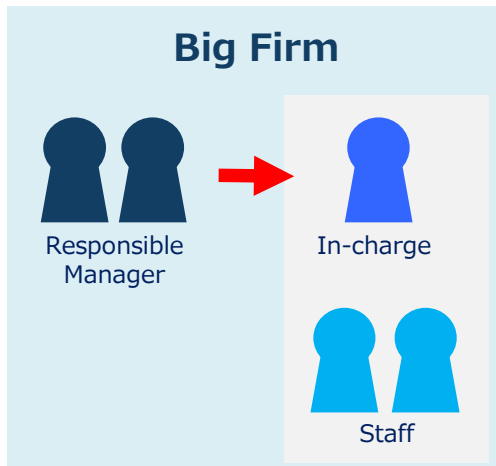 Big Firm
Responsible
Manager
In-charge
Staff